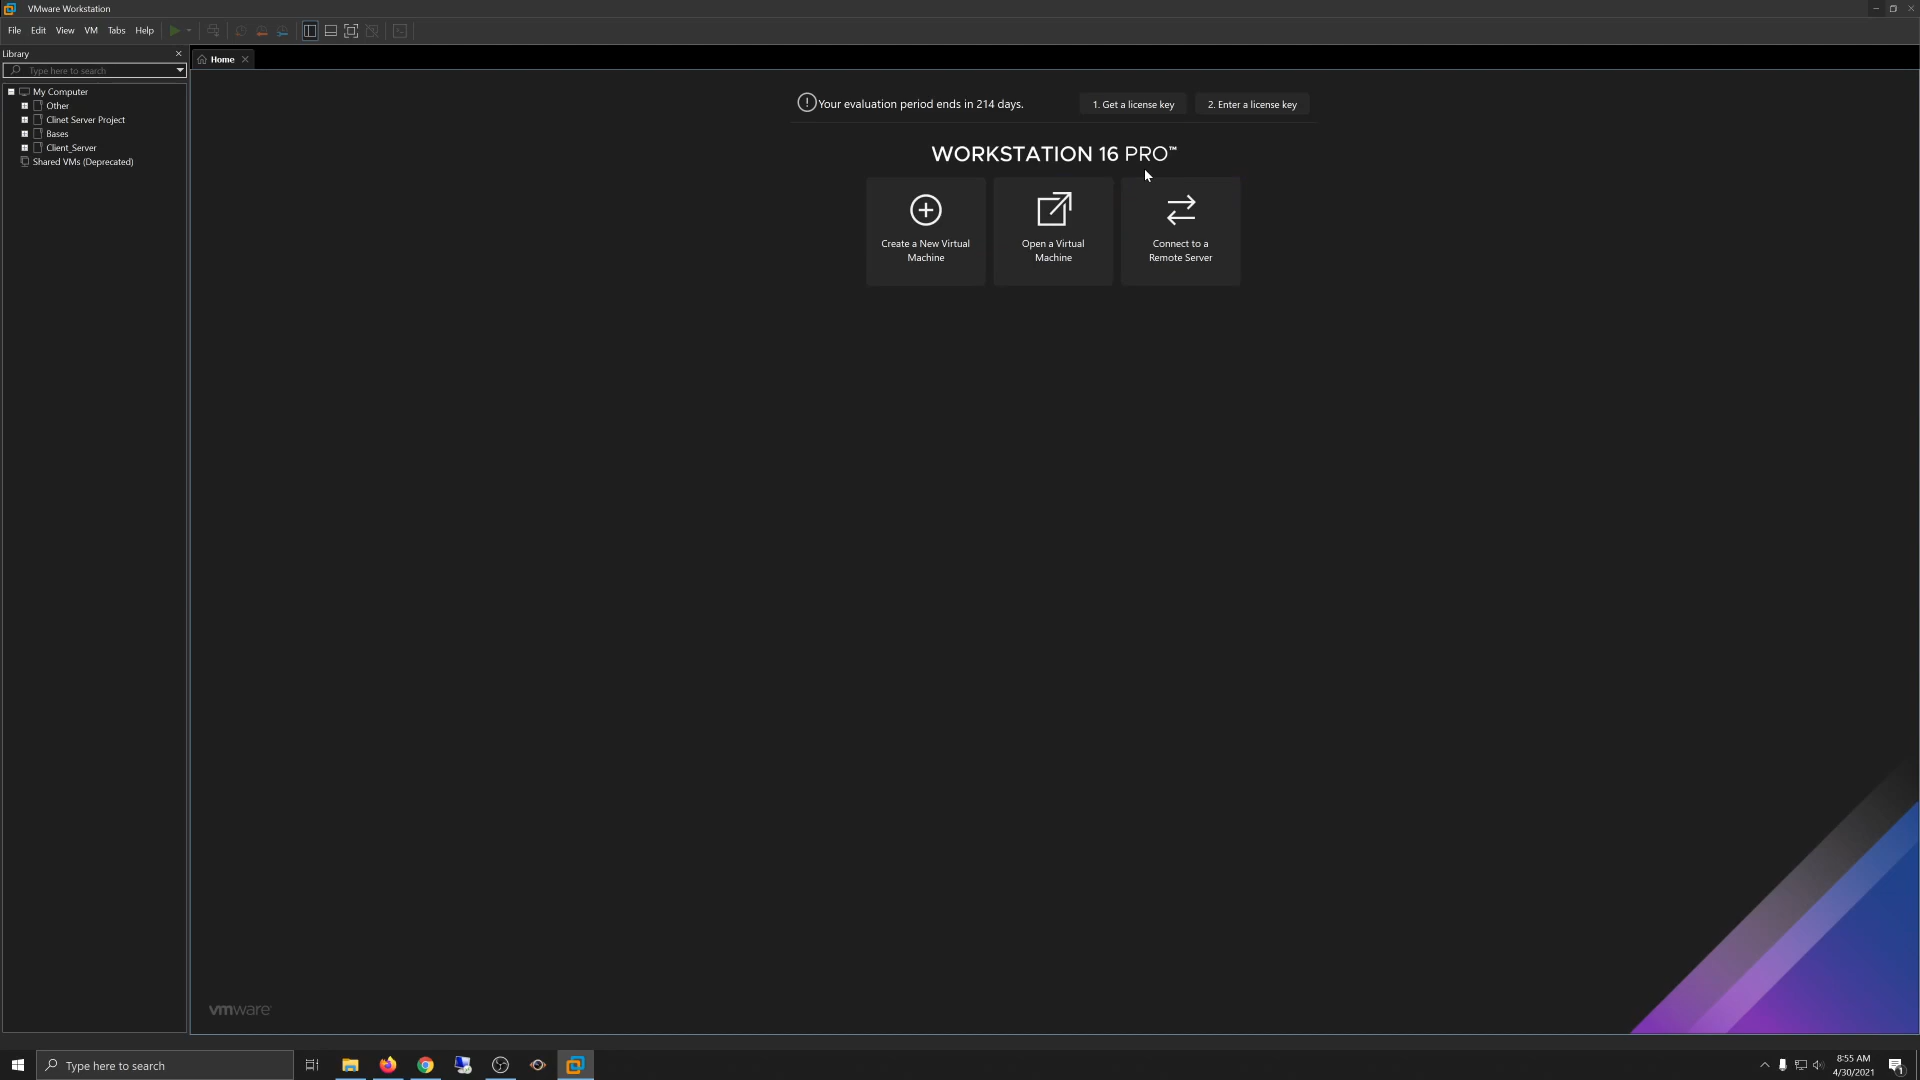 VMware Workstation
File Edit View VM Tabs Help
Library
Type here to search
Home
My Computer
Other
Clinet Server Project
Bases
Client_Server
Shared VMs (Deprecated)
Your evaluation period ends in 214 days.
1. Get a license key
2. Enter a license key
WORKSTATION 16 PRO™
Create a New Virtual
Machine
Open a Virtual
Machine
Connect to a
Remote Server
vmware
Type here to search
8:55 AM
4/30/2021
1